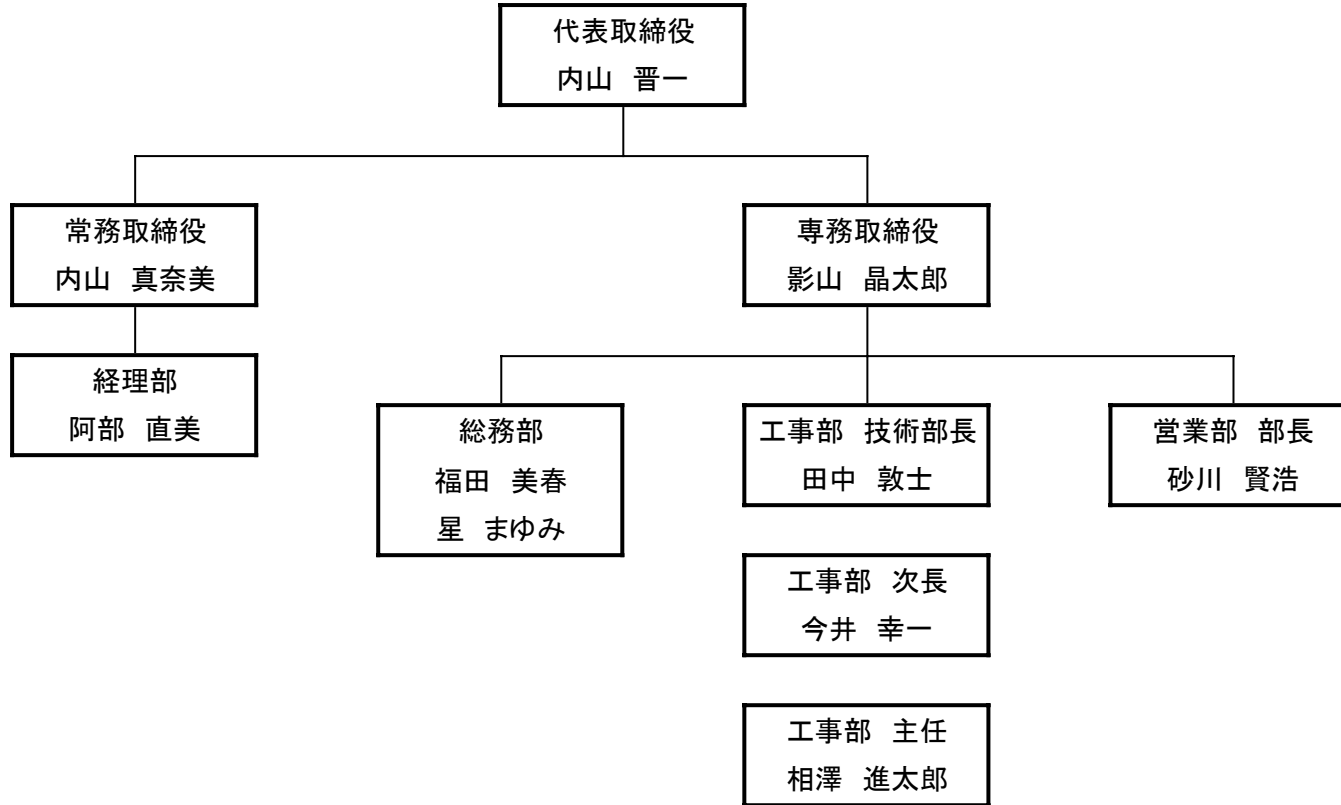 代表取締役
内山 晋一
常務取締役
内山 真奈美
専務取締役
影山 晶太郎
経理部
阿部 直美
総務部
福田 美春
星 まゆみ
工事部 技術部長
田中 敦士
営業部 部長
砂川 賢浩
工事部 次長
今井 幸一
工事部 主任
相澤 進太郎